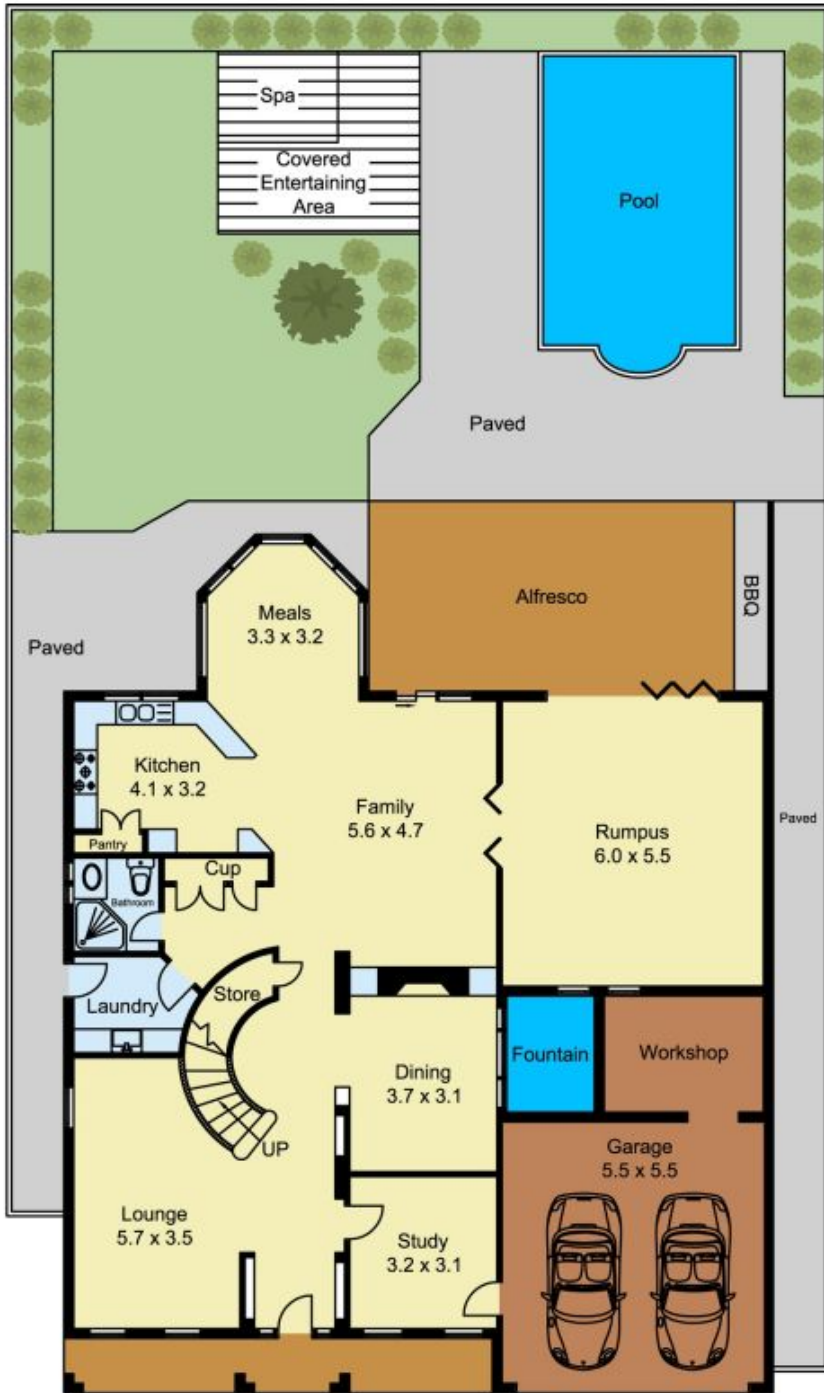 Spa
Covered
Entertaining
Area
Pool
Paved
Meals
3.3 x 3.2
Alfresco
BBQ
Paved
Kitchen
4.1 x 3.2
Family
5.6 x 4.7
Rumpus
6.0 x 5.5
Paved
Pantry
Cup
Bathroom
Store
Laundry
Fountain
Workshop
Dining
3.7 x 3.1
UP
Garage
5.5 x 5.5
Lounge
5.7 x 3.5
Study
3.2 x 3.1